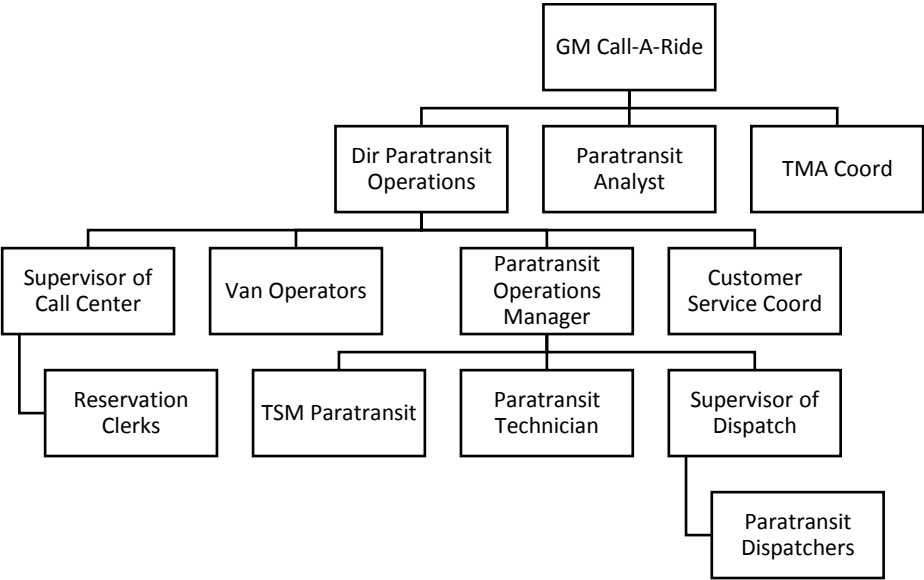 GM Call-A-Ride
Dir Paratransit
Operations
Paratransit
Analyst
TMA Coord
Supervisor of
Call Center
Van Operators
Paratransit
Operations
Manager
Customer
Service Coord
Reservation
Clerks
TSM Paratransit
Paratransit
Technician
Supervisor of
Dispatch
Paratransit
Dispatchers